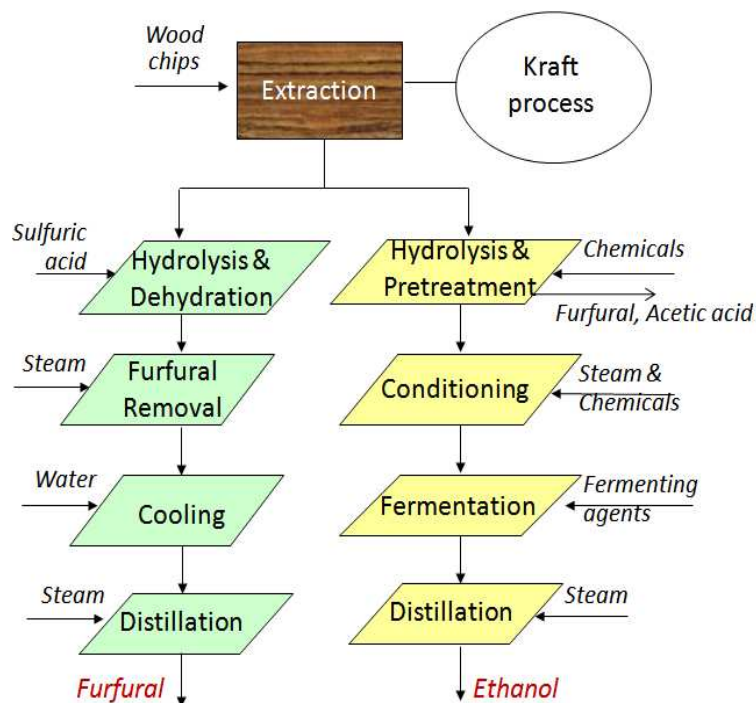 Wood
chips
Extraction
Kraft
process
Sulfuric
acid
Hydrolysis &
Dehydration
Hydrolysis &
Pretreatment
Chemicals
Furfural, Acetic acid
Steam
Furfural
Removal
Conditioning
Steam &
Chemicals
Water
Cooling
Fermentation
Fermenting
agents
Steam
Distillation
Distillation
Steam
Furfural
Ethanol